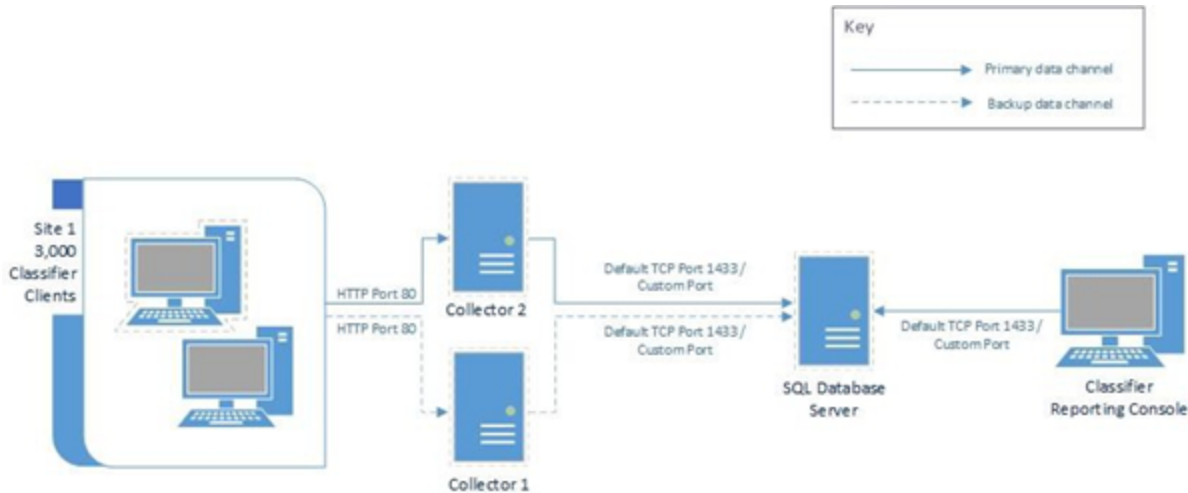 Key
Primary data channel
Backup data channel
Site 1
3,000
Classifier
Clients
HTTP Port 80
HTTP Port 80
Collector 2
Collector 1
Default TCP Port 1433 /
Custom Port
Default TCP Port 1433 /
Custom Port
SQL Database
Server
Default TCP Port 1433 /
Custom Port
Classifier
Reporting Console